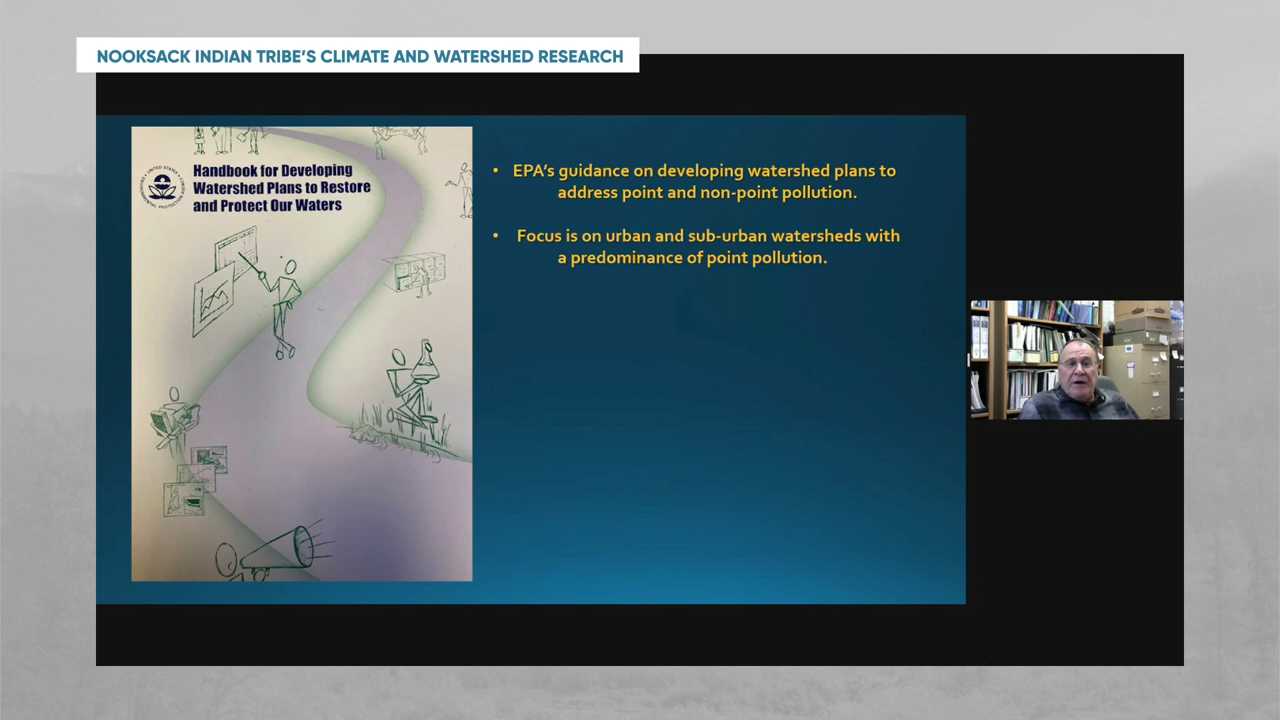 NOOKSACK INDIAN TRIBE'S CLIMATE AND WATERSHED RESEARCH
Handbook for Developing
Watershed Plans to Restore
and Protect Our Waters
• EPA's guidance on developing watershed plans to
address point and non-point pollution.
• Focus is on urban and sub-urban watersheds with
a predominance of point pollution.